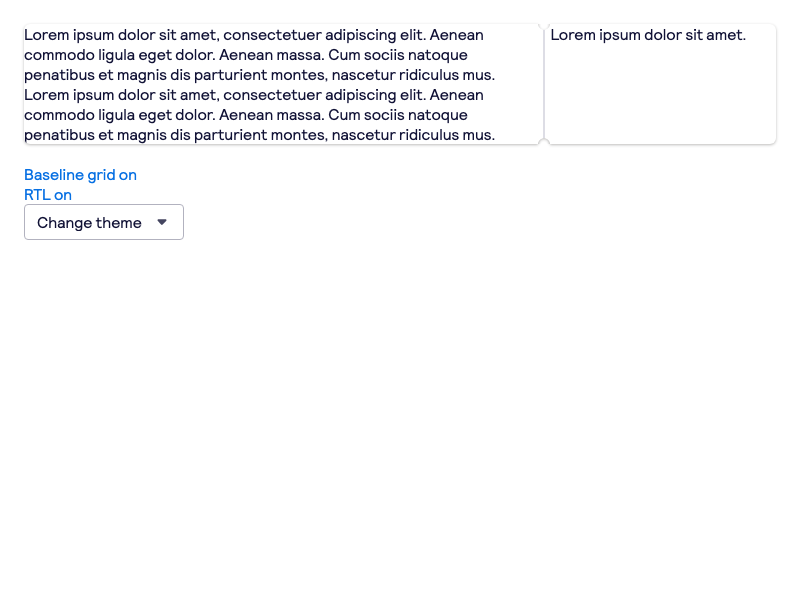 Lorem ipsum dolor sit amet, consectetuer adipiscing elit. Aenean
commodo ligula eget dolor. Aenean massa. Cum sociis natoque
penatibus et magnis dis parturient montes, nascetur ridiculus mus.
Lorem ipsum dolor sit amet, consectetuer adipiscing elit. Aenean
commodo ligula eget dolor. Aenean massa. Cum sociis natoque
penatibus et magnis dis parturient montes, nascetur ridiculus mus.
Lorem ipsum dolor sit amet.
Baseline grid on
RTL on
Change theme